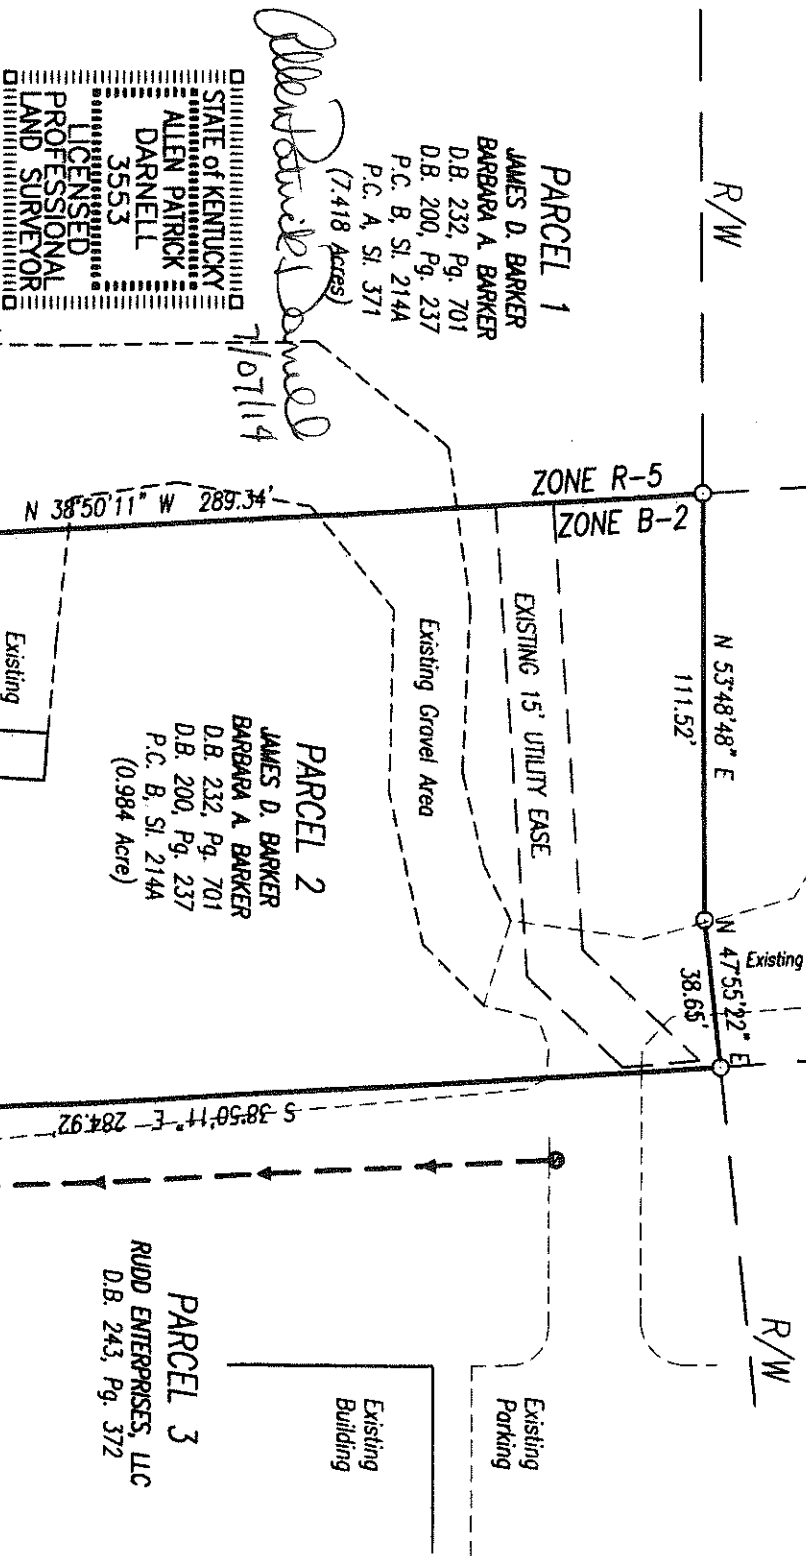 R/W
PARCEL 1
JAMES D. BARKER
BARBARA A. BARKER
D.B. 232, Pg. 701
D.B. 200, Pg. 237
P.C. B, Sl. 214A
P.C. A, Sl. 371
(7.418 Acres)
Allen Patrick Darnell
7/07/14
STATE of KENTUCKY
ALLEN PATRICK
DARNELL
3553
LICENSED
PROFESSIONAL
LAND SURVEYOR
ZONE R-5
ZONE B-2
N 38°50'11" W 289.34'
N 53°48'48" E
111.52'
N 47°55'22" E
38.65'
Existing
EXISTING 15' UTILITY EASE.
Existing Gravel Area
Existing
PARCEL 2
JAMES D. BARKER
BARBARA A. BARKER
D.B. 232, Pg. 701
D.B. 200, Pg. 237
P.C. B, Sl. 214A
(0.984 Acre)
S 38°50'11" E 284.92'
R/W
PARCEL 3
RUDD ENTERPRISES, LLC
D.B. 243, Pg. 372
Existing
Parking
Existing
Building